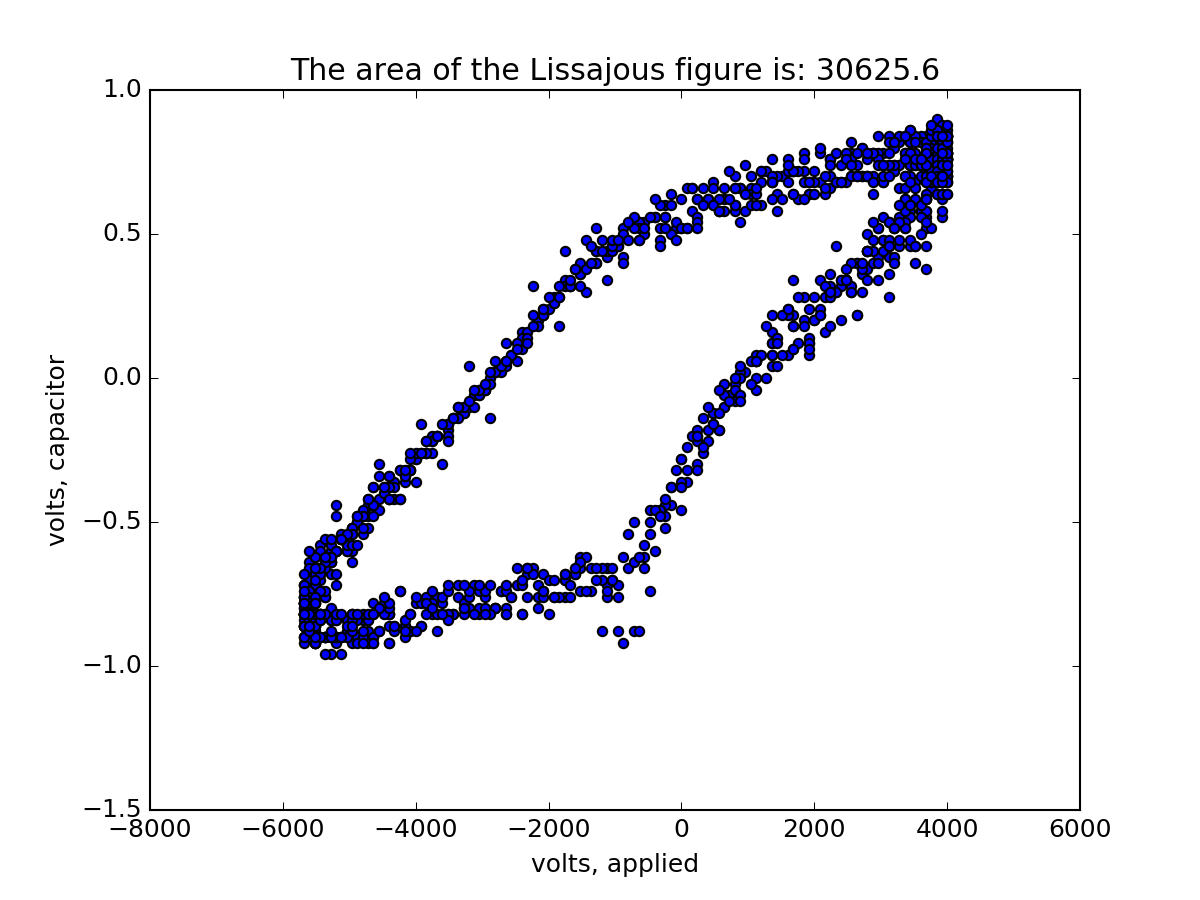 The area of the Lissajous figure is: 30625.6
1.0
0.5
0.0
−0.5
−1.0
−1.5
volts, capacitor
−8000 −6000 −4000 −2000 0 2000 4000 6000
volts, applied